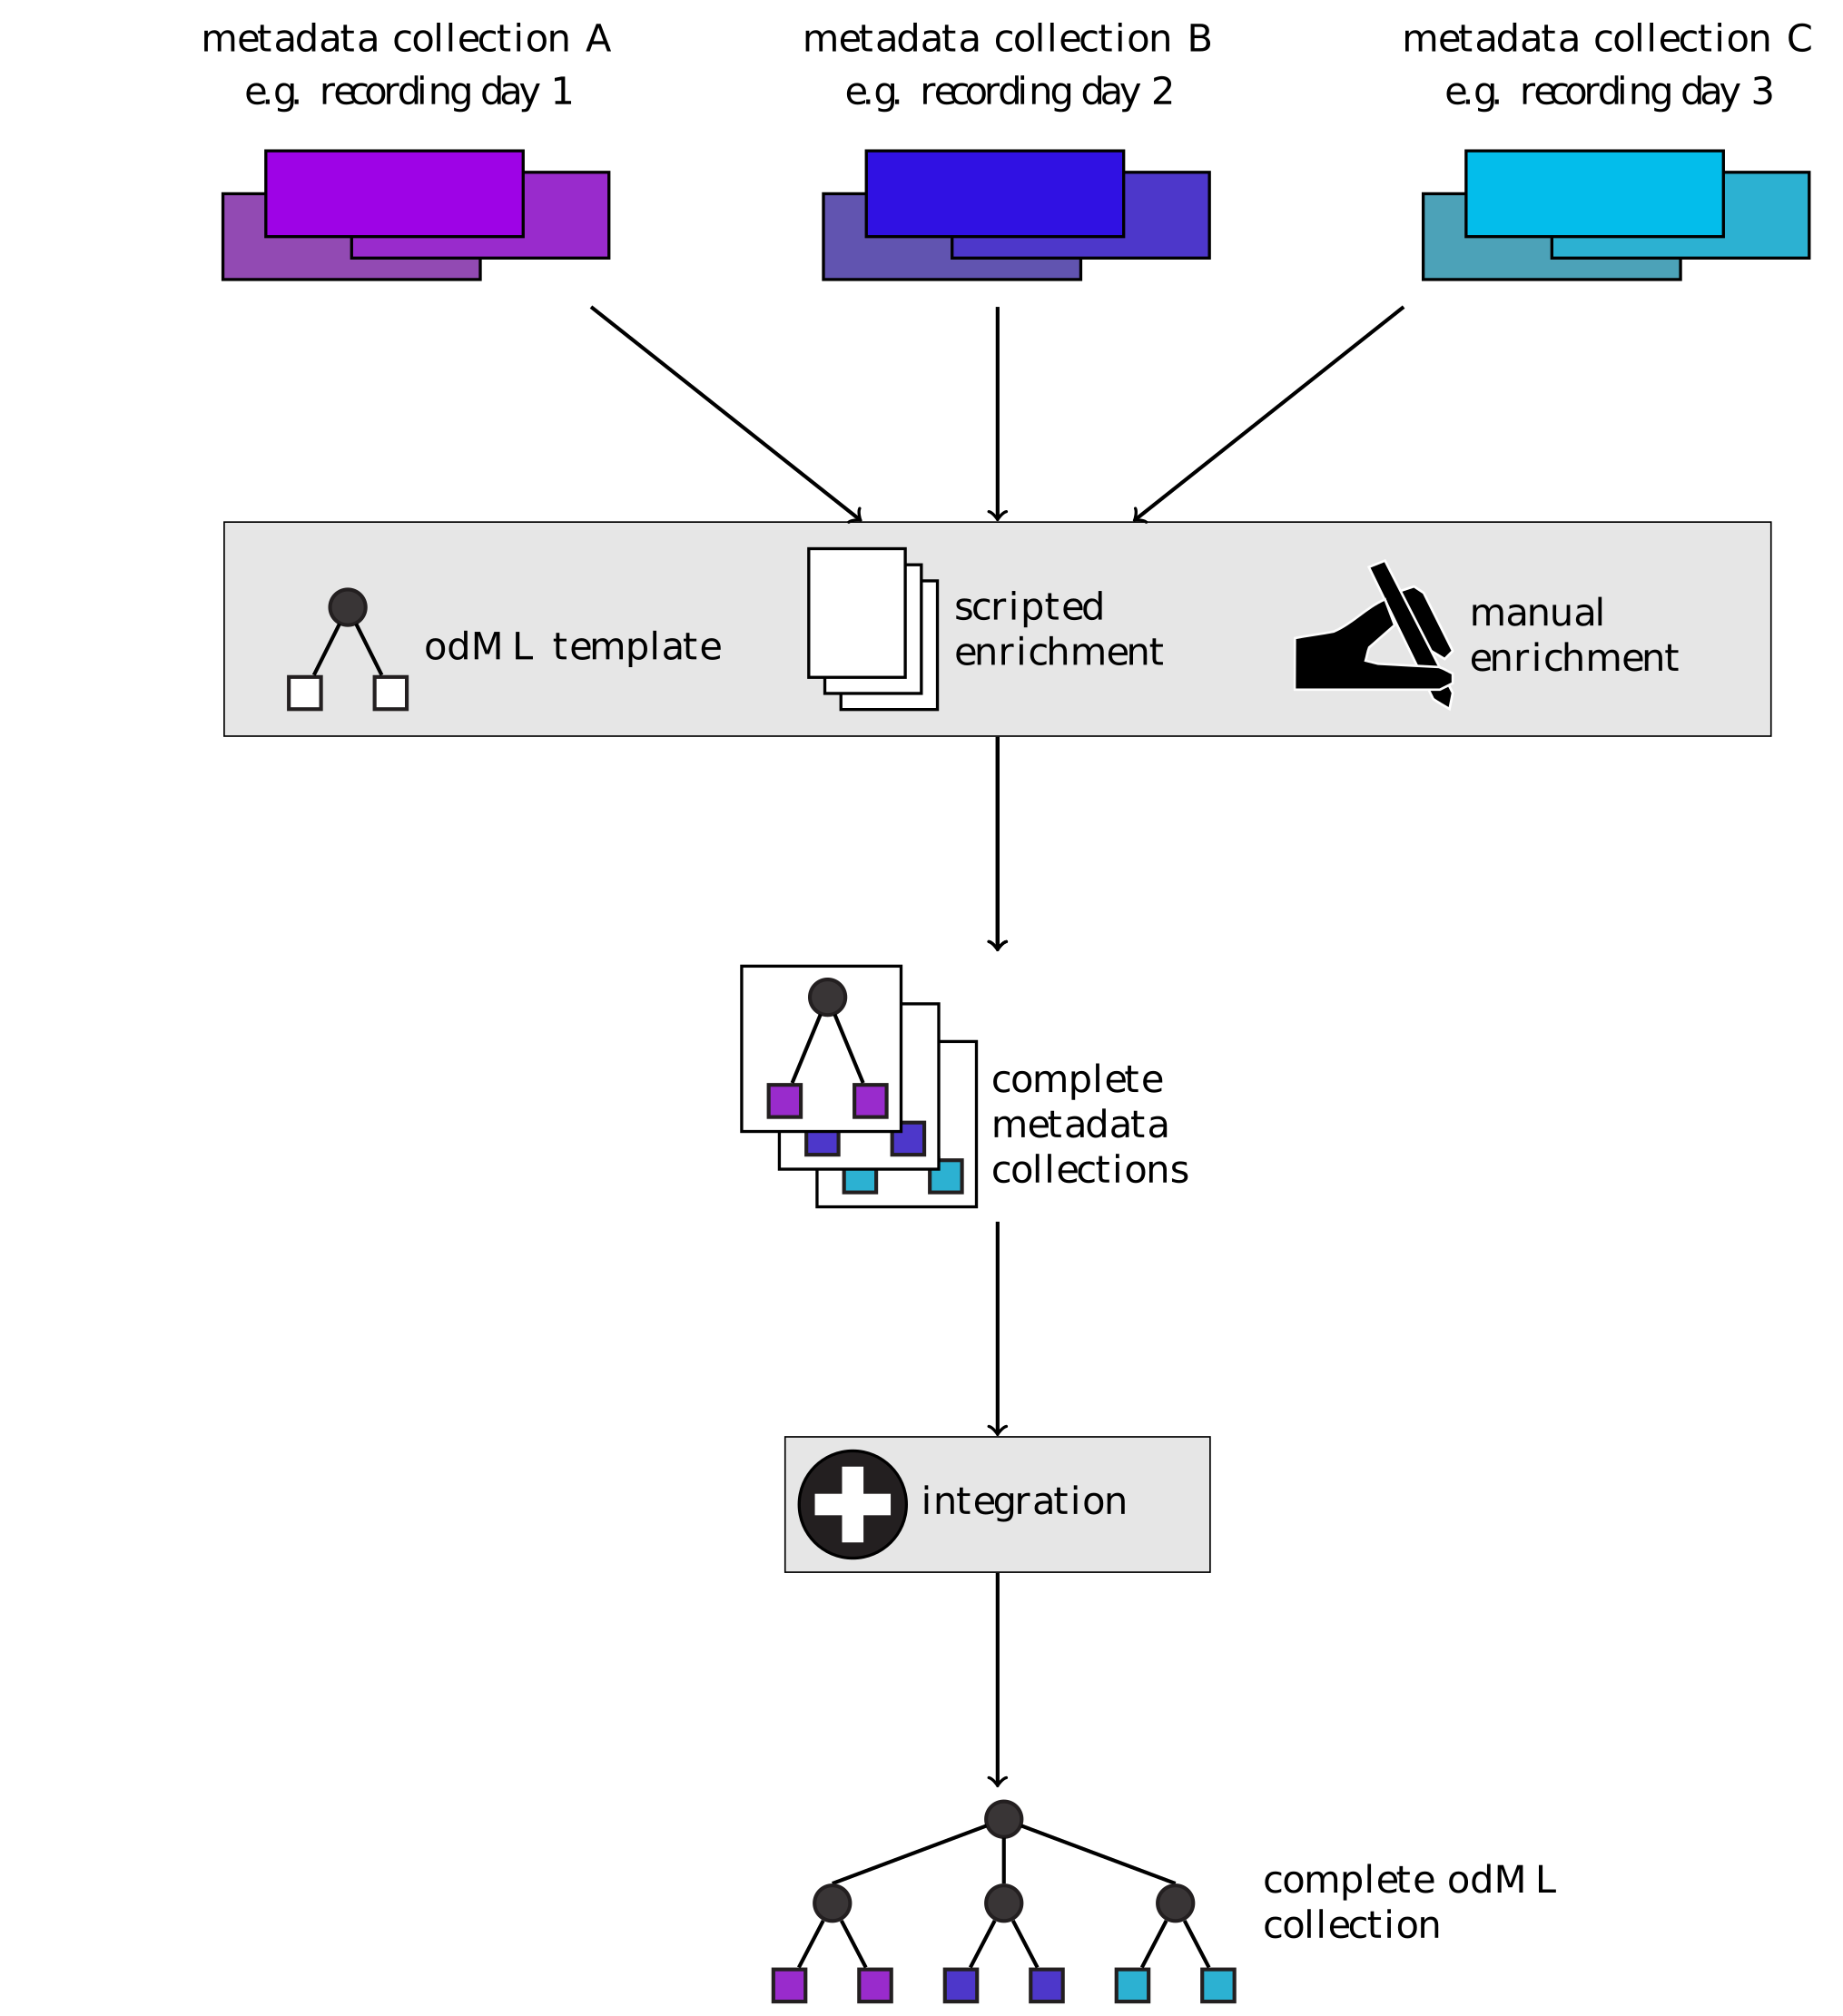 metadata collection A
e.g. recording day 1
metadata collection B
e.g. recording day 2
metadata collection C
e.g. recording day 3
odML template
scripted
enrichment
manual
enrichment
complete
metadata
collections
integration
complete odML
collection